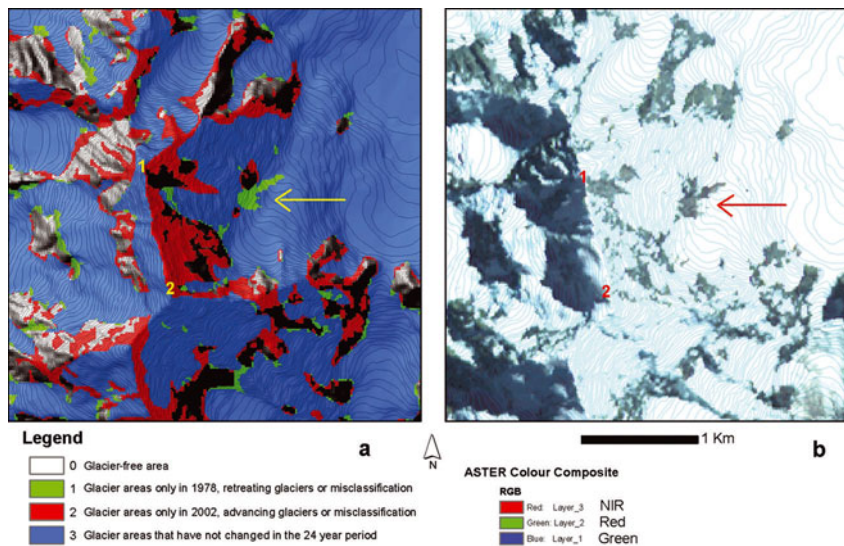 1
2
1
2
Legend
a
0 Glacier-free area
1 Glacier areas only in 1978, retreating glaciers or misclassification
2 Glacier areas only in 2002, advancing glaciers or misclassification
3 Glacier areas that have not changed in the 24 year period
N
1 Km
b
ASTER Colour Composite
RGB
Red: Layer_3 NIR
Green: Layer_2 Red
Blue: Layer_1 Green